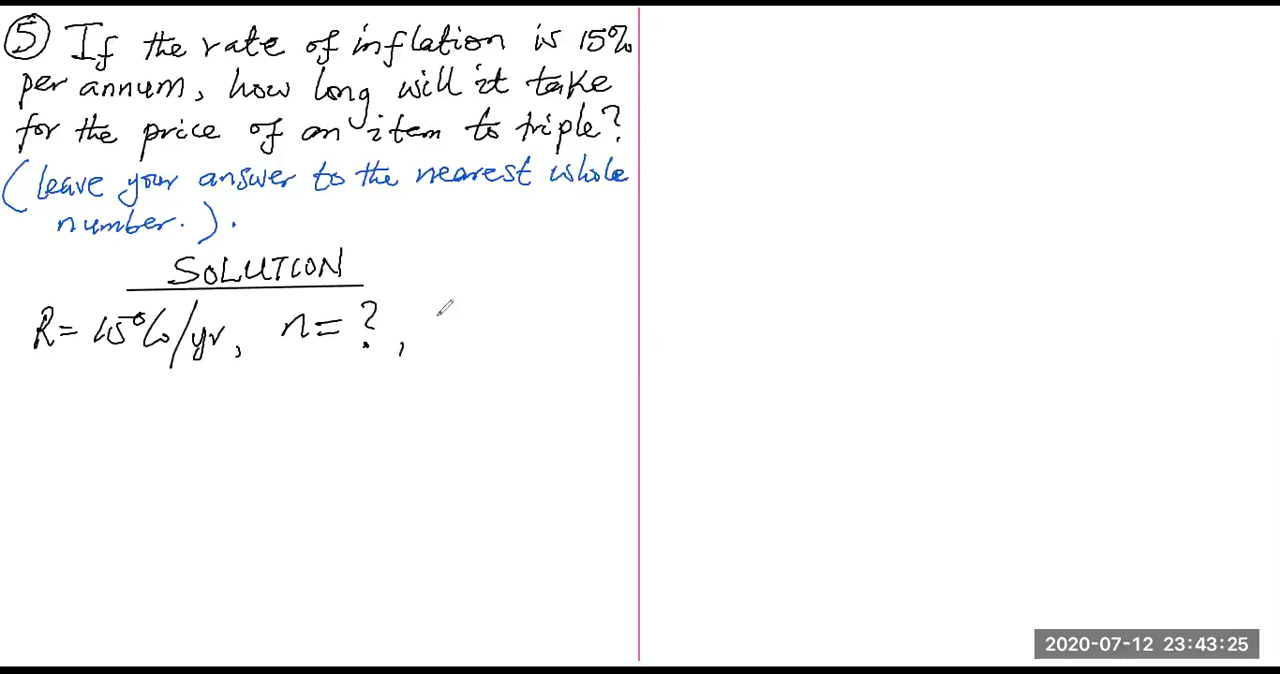 ⑤ If the rate of inflation is 15%
per annum, how long will it take
for the price of an item to triple?
(leave your answer to the nearest whole
number.).
SOLUTION
R= 15%/yr, n= ?,
2020-07-12 23:43:25